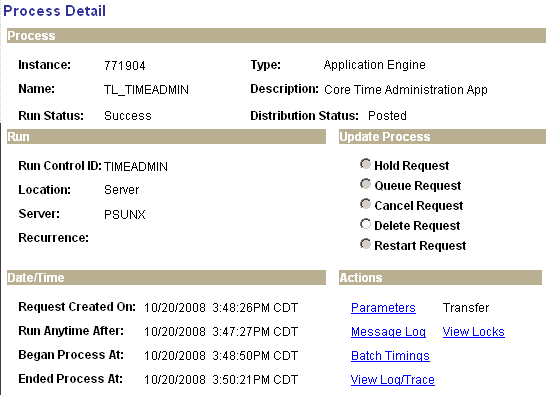 Process Detail
Process
Instance: 771904 Type: Application Engine
Name: TL_TIMEADMIN Description: Core Time Administration App
Run Status: Success Distribution Status: Posted
Run Update Process
Run Control ID: TIMEADMIN Hold Request
Location: Server Queue Request
Server: PSUNX Cancel Request
Recurrence: Delete Request
Restart Request
Date/Time Actions
Request Created On: 10/20/2008 3:48:26PM CDT Parameters Transfer
Run Anytime After: 10/20/2008 3:47:27PM CDT Message Log View Locks
Began Process At: 10/20/2008 3:48:50PM CDT Batch Timings
Ended Process At: 10/20/2008 3:50:21PM CDT View Log/Trace